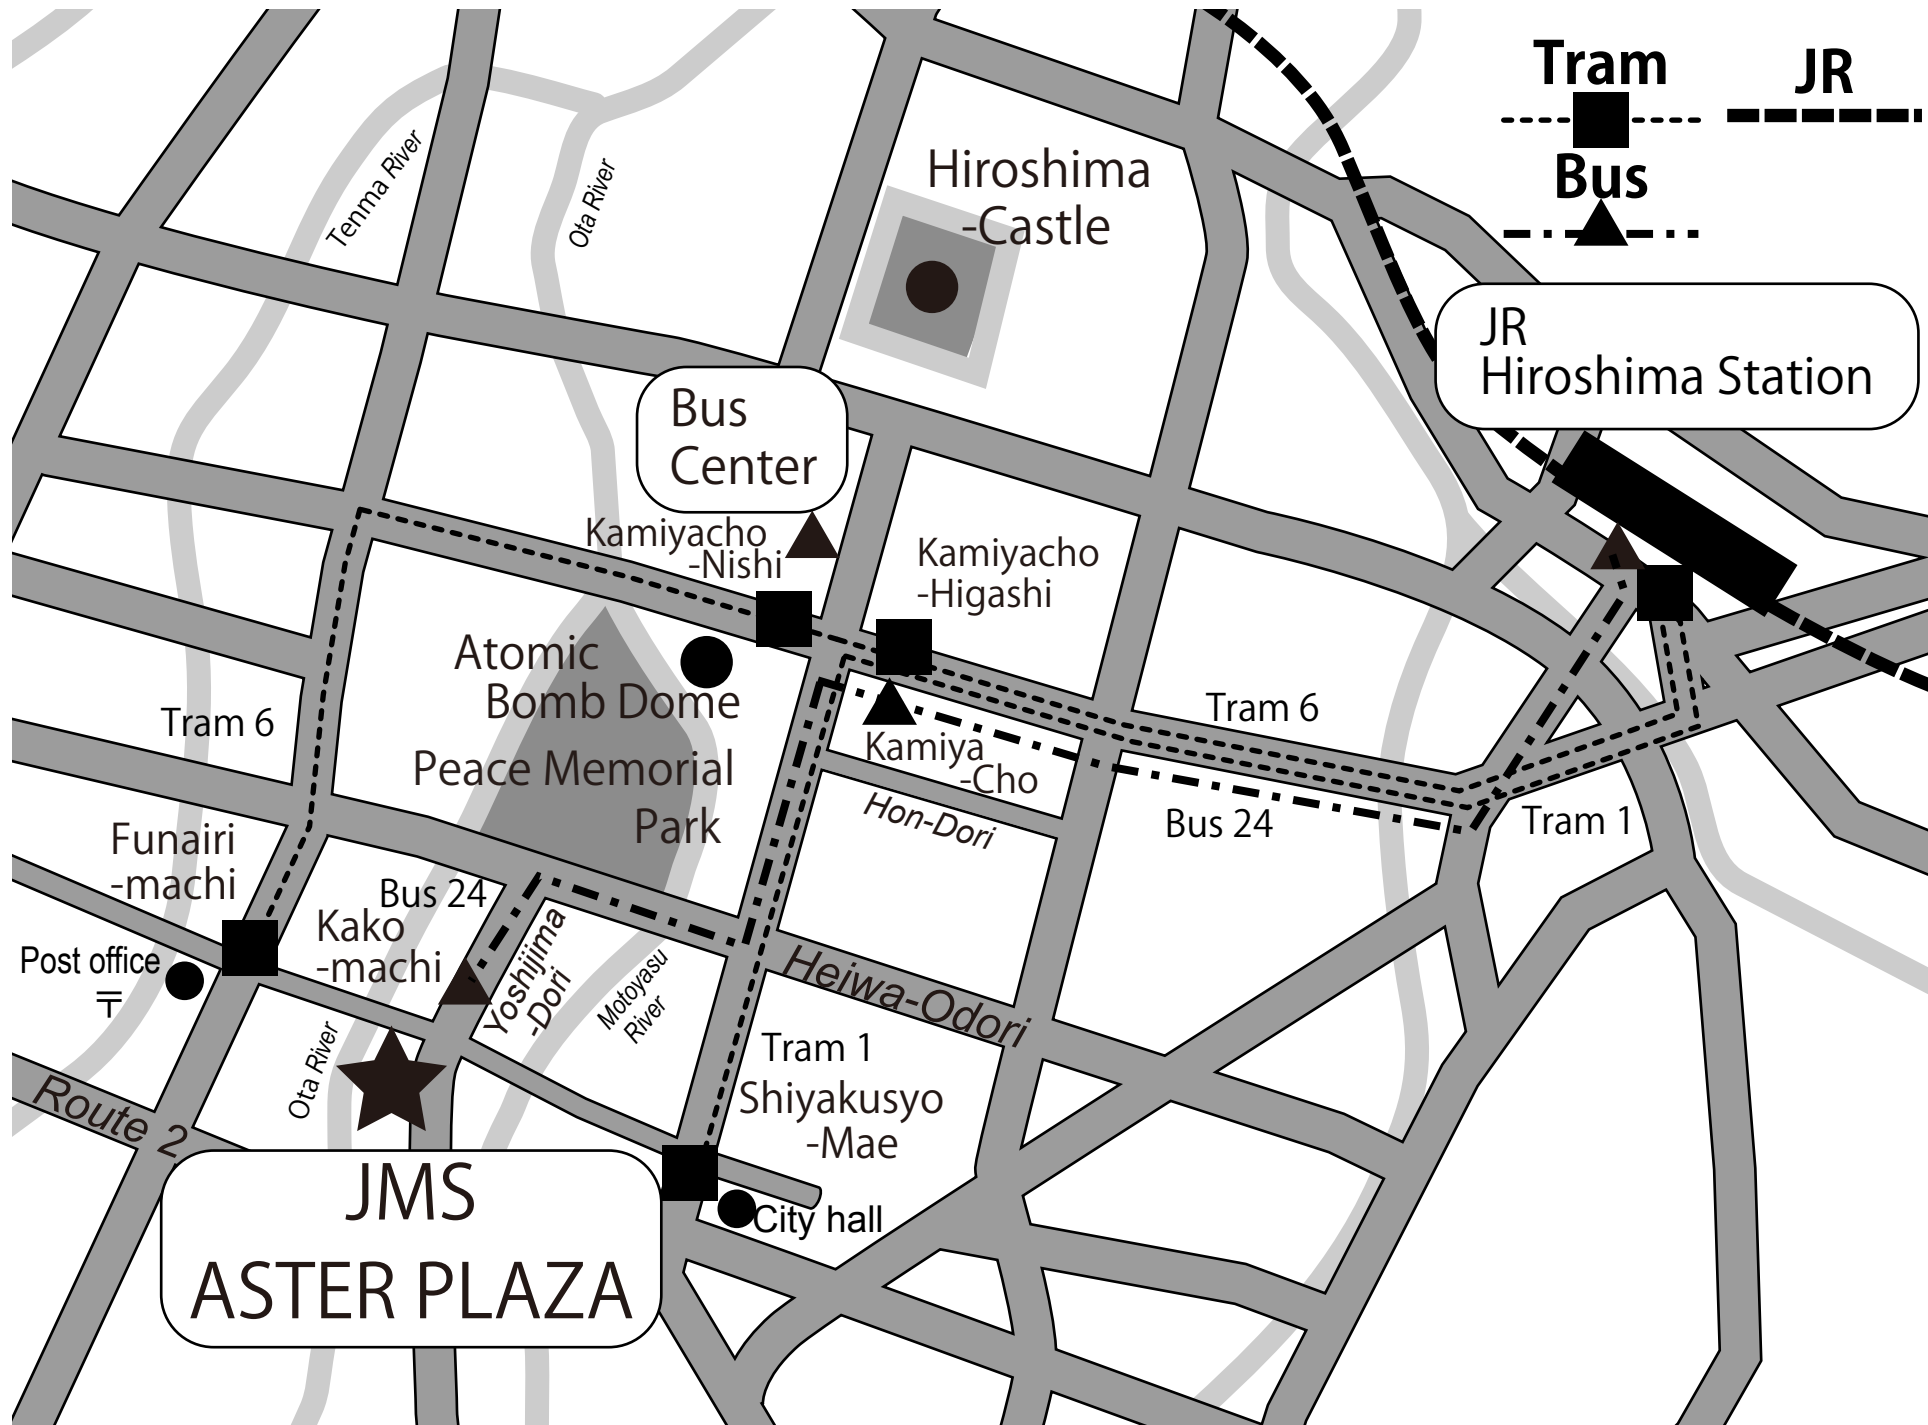 Tram
JR
Bus
Tenma River
Ota River
Hiroshima
-Castle
JR
Hiroshima Station
Bus
Center
Kamiyacho
-Nishi
Kamiyacho
-Higashi
Atomic
Bomb Dome
Tram 6
Tram 6
Kamiya
-Cho
Peace Memorial
Park
Hon-Dori
Bus 24
Tram 1
Funairi
-machi
Bus 24
Kako
-machi
Post office
〒
Yoshijima
-Dori
Motoyasu
River
Heiwa-Odori
Ota River
Tram 1
Shiyakusyo
-Mae
Route 2
City hall
JMS
ASTER PLAZA